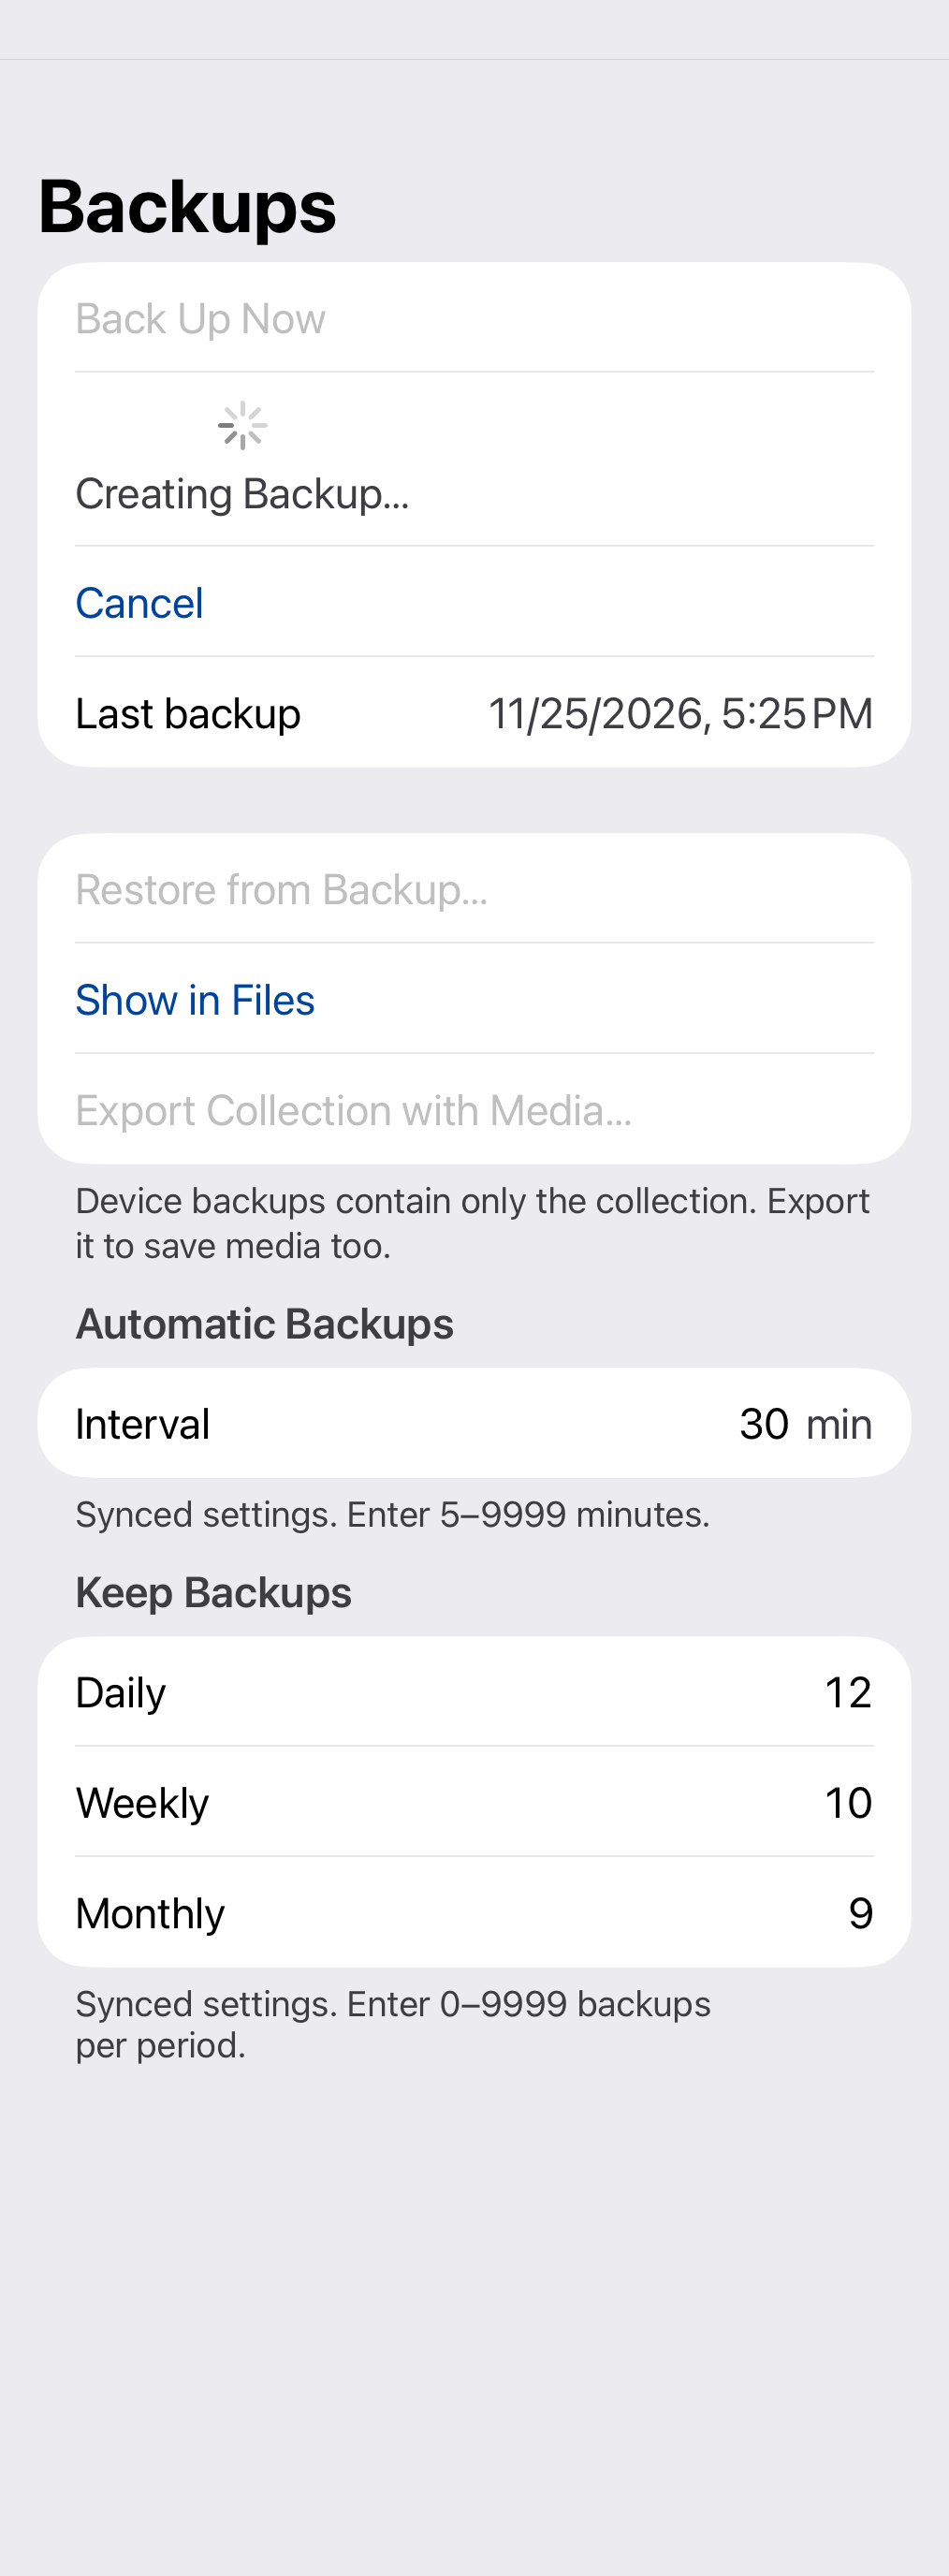 Backups
Back Up Now
Creating Backup...
Cancel
Last backup 11/25/2026, 5:25 PM
Restore from Backup...
Show in Files
Export Collection with Media...
Device backups contain only the collection. Export
it to save media too.
Automatic Backups
Interval 30 min
Synced settings. Enter 5–9999 minutes.
Keep Backups
Daily 12
Weekly 10
Monthly 9
Synced settings. Enter 0–9999 backups
per period.